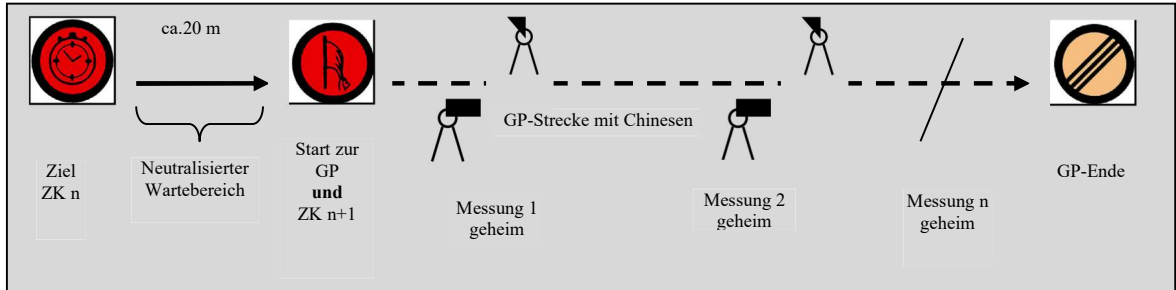 ca.20 m
GP-Strecke mit Chinesen
Ziel
ZK n
Neutralisierter
Wartebereich
Start zur
GP
und
ZK n+1
Messung 1
geheim
Messung 2
geheim
Messung n
geheim
GP-Ende